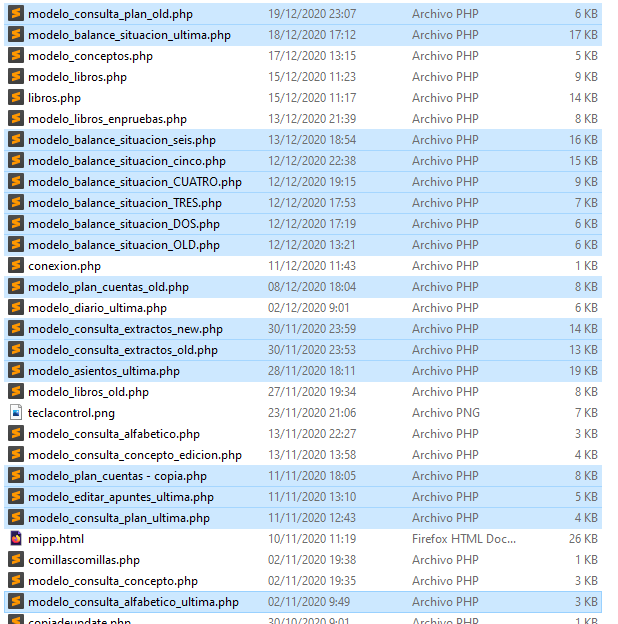 modelo_consulta_plan_old.php 19/12/2020 23:07 Archivo PHP 6 KB
modelo_balance_situacion_ultima.php 18/12/2020 17:12 Archivo PHP 17 KB
modelo_conceptos.php 17/12/2020 13:15 Archivo PHP 5 KB
modelo_libros.php 15/12/2020 11:23 Archivo PHP 9 KB
libros.php 15/12/2020 11:17 Archivo PHP 14 KB
modelo_libros_enpruebas.php 13/12/2020 21:39 Archivo PHP 8 KB
modelo_balance_situacion_seis.php 13/12/2020 18:54 Archivo PHP 16 KB
modelo_balance_situacion_cinco.php 12/12/2020 22:38 Archivo PHP 15 KB
modelo_balance_situacion_CUATRO.php 12/12/2020 19:15 Archivo PHP 9 KB
modelo_balance_situacion_TRES.php 12/12/2020 17:53 Archivo PHP 7 KB
modelo_balance_situacion_DOS.php 12/12/2020 17:19 Archivo PHP 6 KB
modelo_balance_situacion_OLD.php 12/12/2020 13:21 Archivo PHP 6 KB
conexion.php 11/12/2020 11:43 Archivo PHP 1 KB
modelo_plan_cuentas_old.php 08/12/2020 18:04 Archivo PHP 8 KB
modelo_diario_ultima.php 02/12/2020 9:01 Archivo PHP 6 KB
modelo_consulta_extractos_new.php 30/11/2020 23:59 Archivo PHP 14 KB
modelo_consulta_extractos_old.php 30/11/2020 23:53 Archivo PHP 13 KB
modelo_asientos_ultima.php 28/11/2020 18:11 Archivo PHP 19 KB
modelo_libros_old.php 27/11/2020 19:34 Archivo PHP 8 KB
teclacontrol.png 23/11/2020 21:06 Archivo PNG 7 KB
modelo_consulta_alfabetico.php 13/11/2020 22:27 Archivo PHP 3 KB
modelo_consulta_concepto_edicion.php 13/11/2020 13:58 Archivo PHP 4 KB
modelo_plan_cuentas - copia.php 11/11/2020 18:05 Archivo PHP 8 KB
modelo_editar_apuntes_ultima.php 11/11/2020 13:10 Archivo PHP 5 KB
modelo_consulta_plan_ultima.php 11/11/2020 12:43 Archivo PHP 4 KB
mipp.html 10/11/2020 11:19 Firefox HTML Doc... 26 KB
comillascomillas.php 02/11/2020 19:38 Archivo PHP 1 KB
modelo_consulta_concepto.php 02/11/2020 19:35 Archivo PHP 3 KB
modelo_consulta_alfabetico_ultima.php 02/11/2020 9:49 Archivo PHP 3 KB
copiadeupdate.php 30/10/2020 9:01 Archivo PHP 1 KB